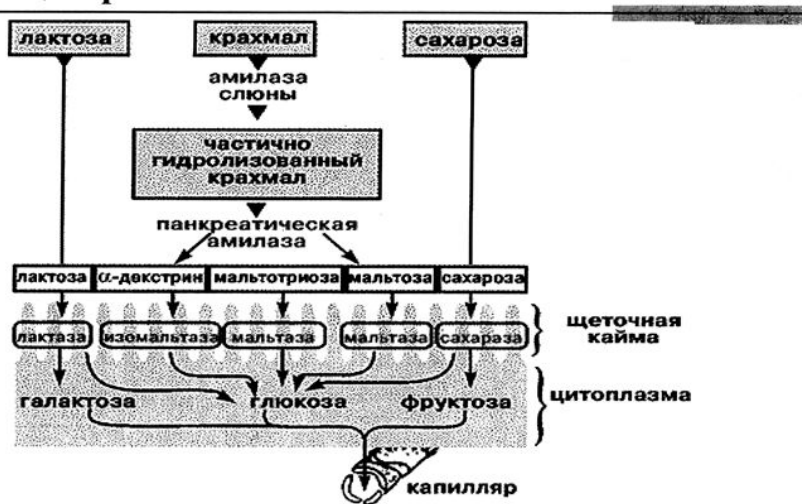 лактоза крахмал сахароза
амилаза
слюны
частично
гидролизованный
крахмал
панкреатическая
амилаза
лактоза α-декстрин мальтотриоза мальтоза сахароза
лактаза изомальтаза мальтаза мальтаза сахараза
щеточная
кайма
галактоза глюкоза фруктоза
цитоплазма
капилляр